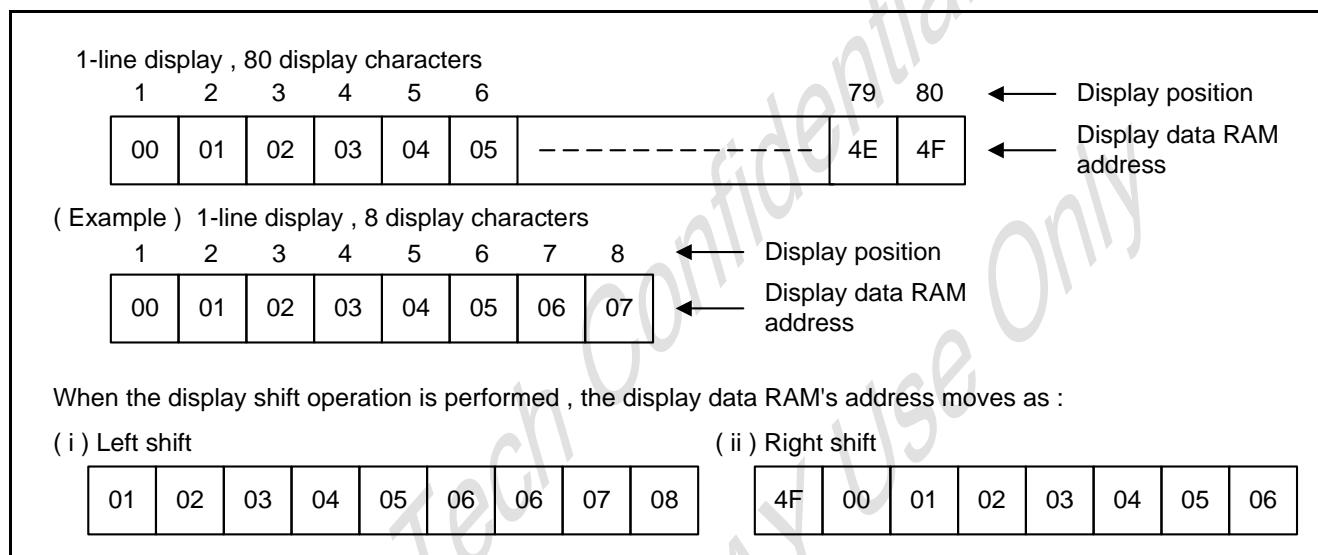 1-line display , 80 display characters
1 2 3 4 5 6 79 80 Display position
00 01 02 03 04 05 4E 4F Display data RAM
address
( Example ) 1-line display , 8 display characters
1 2 3 4 5 6 7 8 Display position
00 01 02 03 04 05 06 07 Display data RAM
address
When the display shift operation is performed , the display data RAM's address moves as :
( i ) Left shift ( ii ) Right shift
01 02 03 04 05 06 06 07 08 4F 00 01 02 03 04 05 06
Tech Confidential
Use Only